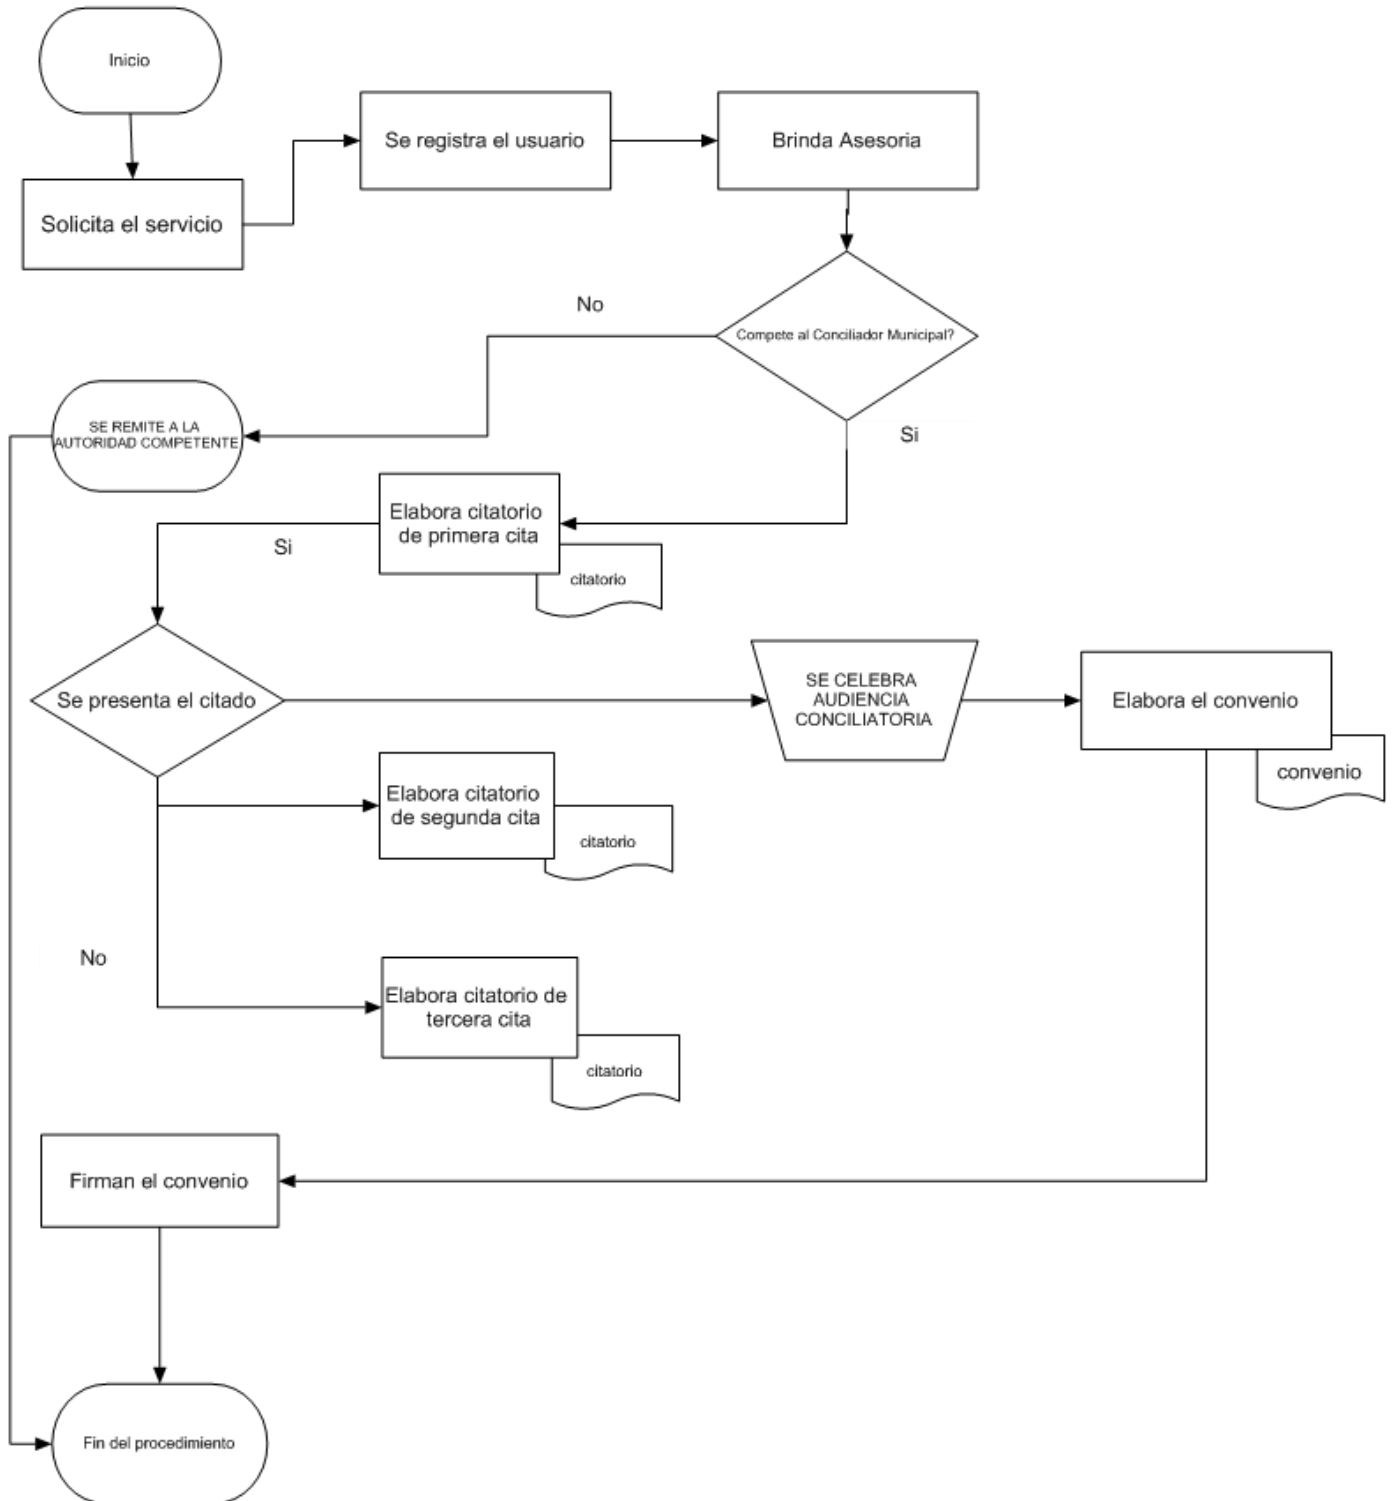 Inicio
Se registra el usuario
Brinda Asesoria
Solicita el servicio
No
Compete al Conciliador Municipal?
SE REMITE A LA
AUTORIDAD COMPETENTE
Si
Elabora citatorio
de primera cita
Si
citatorio
Se presenta el citado
SE CELEBRA
AUDIENCIA
CONCILIATORIA
Elabora el convenio
convenio
Elabora citatorio
de segunda cita
citatorio
No
Elabora citatorio de
tercera cita
citatorio
Firman el convenio
Fin del procedimiento